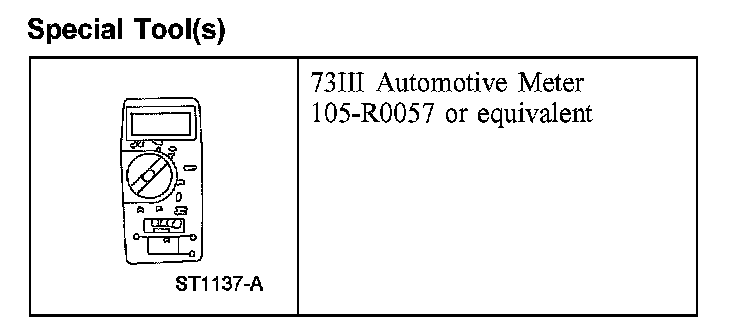 Special Tool(s)
73III Automotive Meter
105-R0057 or equivalent
ST1137-A